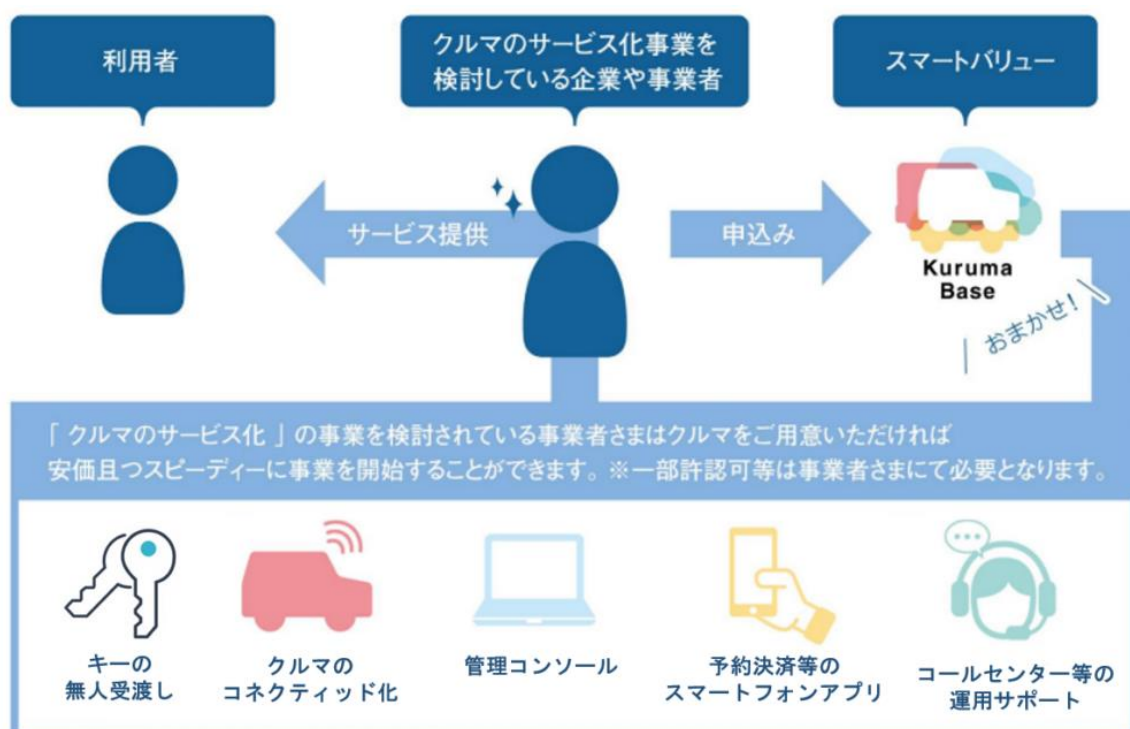 利用者
クルマのサービス化事業を
検討している企業や事業者
スマートバリュー
サービス提供
申込み
Kuruma
Base
おまかせ!
「 クルマのサービス化 」の事業を検討されている事業者さまはクルマをご用意いただければ
安価且つスピーディーに事業を開始することができます。※一部許認可等は事業者さまにて必要となります。
キーの
無人受渡し
クルマの
コネクティッド化
管理コンソール
予約決済等の
スマートフォンアプリ
コールセンター等の
運用サポート